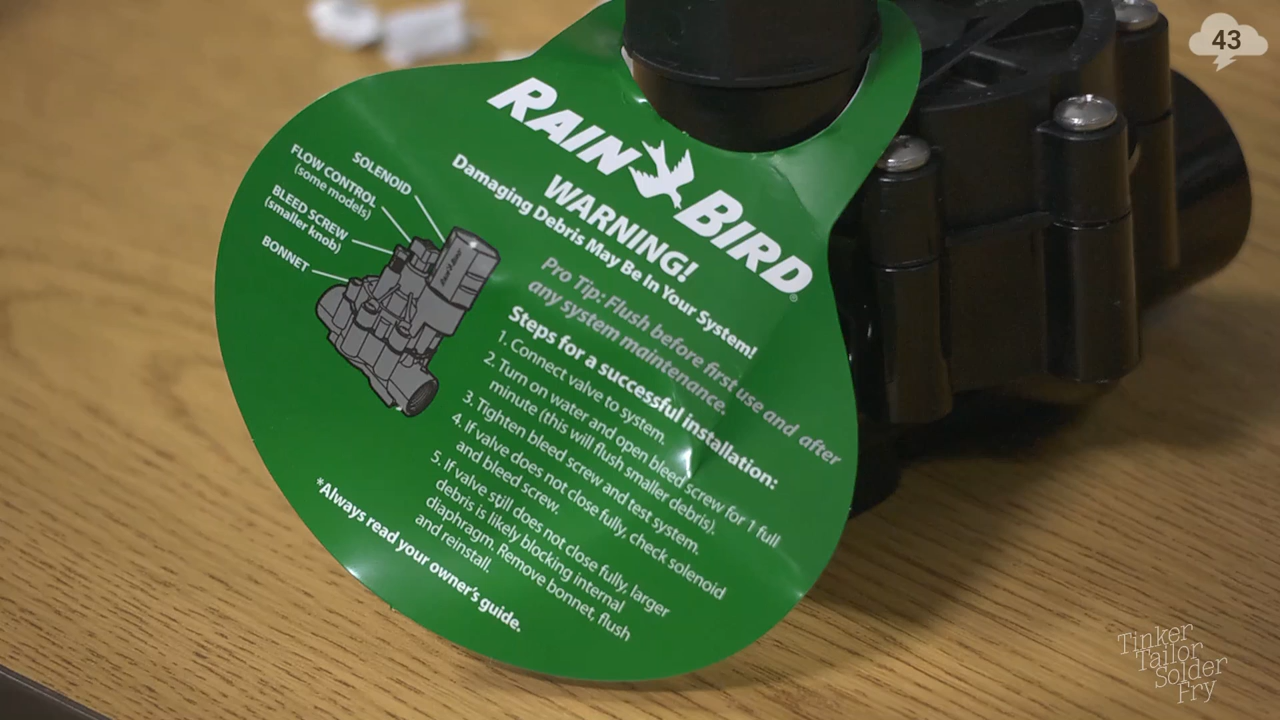 43
RAIN BIRD®
WARNING!
Damaging Debris May Be In Your System!
Pro Tip: Flush before first use and after
any system maintenance.
Steps for a successful installation:
1. Connect valve to system.
2. Turn on water and open bleed screw for 1 full
minute (this will flush smaller debris).
3. Tighten bleed screw and test system.
4. If valve does not close fully, check solenoid
and bleed screw.
5. If valve still does not close fully, larger
debris is likely blocking internal
diaphragm. Remove bonnet, flush
and reinstall.
*Always read your owner's guide.
SOLENOID
FLOW CONTROL
(some models)
BLEED SCREW
(smaller knob)
BONNET
Rain Bird
Tinker
Tailor
Solder
Fry